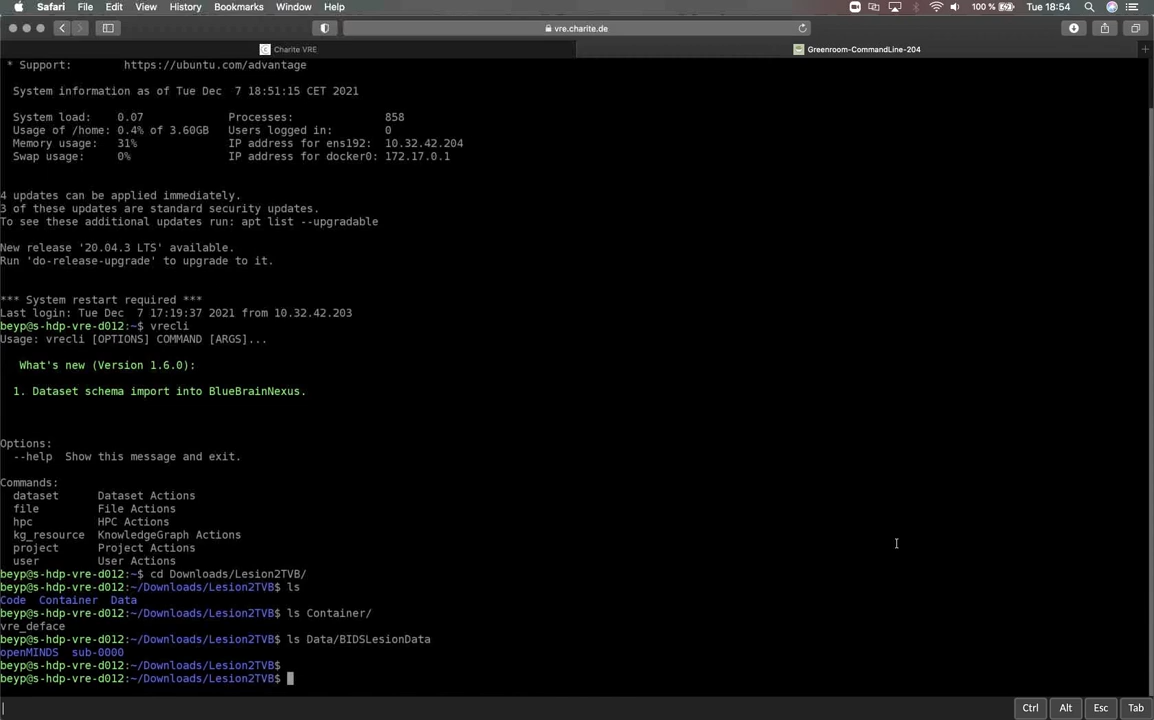 Safari File Edit View History Bookmarks Window Help 100 % Tue 18:54
vre.charite.de
Charite VRE Greenroom-CommandLine-204
* Support: https://ubuntu.com/advantage
System information as of Tue Dec 7 18:51:15 CET 2021
System load: 0.07 Processes: 858
Usage of /home: 0.4% of 3.60GB Users logged in: 0
Memory usage: 31% IP address for ens192: 10.32.42.204
Swap usage: 0% IP address for docker0: 172.17.0.1
4 updates can be applied immediately.
3 of these updates are standard security updates.
To see these additional updates run: apt list --upgradable
New release '20.04.3 LTS' available.
Run 'do-release-upgrade' to upgrade to it.
*** System restart required ***
Last login: Tue Dec 7 17:19:37 2021 from 10.32.42.203
beyp@s-hdp-vre-d012:~$ vrecli
Usage: vrecli [OPTIONS] COMMAND [ARGS]...
What's new (Version 1.6.0):
1. Dataset schema import into BlueBrainNexus.
Options:
--help Show this message and exit.
Commands:
dataset Dataset Actions
file File Actions
hpc HPC Actions
kg_resource KnowledgeGraph Actions
project Project Actions
user User Actions
beyp@s-hdp-vre-d012:~$ cd Downloads/Lesion2TVB/
beyp@s-hdp-vre-d012:~/Downloads/Lesion2TVB$ ls
Code Container Data
beyp@s-hdp-vre-d012:~/Downloads/Lesion2TVB$ ls Container/
vre_deface
beyp@s-hdp-vre-d012:~/Downloads/Lesion2TVB$ ls Data/BIDSLesionData
openMINDS sub-0000
beyp@s-hdp-vre-d012:~/Downloads/Lesion2TVB$
beyp@s-hdp-vre-d012:~/Downloads/Lesion2TVB$
Ctrl Alt Esc Tab